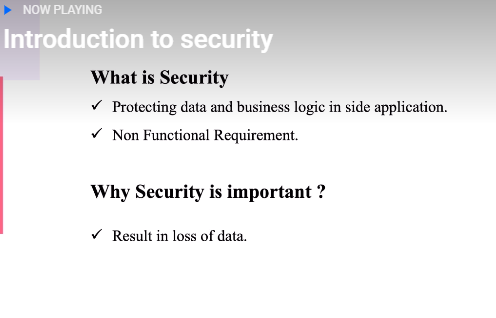 NOW PLAYING
Introduction to security
What is Security
✓ Protecting data and business logic in side application.
✓ Non Functional Requirement.
Why Security is important ?
✓ Result in loss of data.